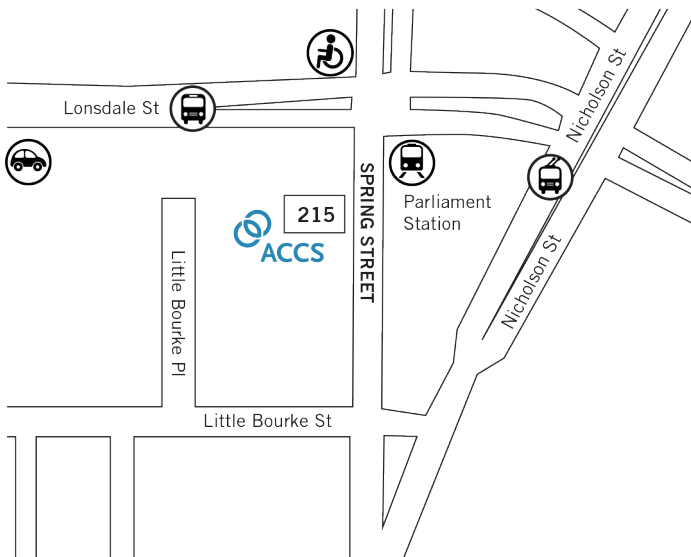 Lonsdale St
Nicholson St
SPRING STREET
Parliament
Station
215
ACCS
Little Bourke Pl
Nicholson St
Little Bourke St